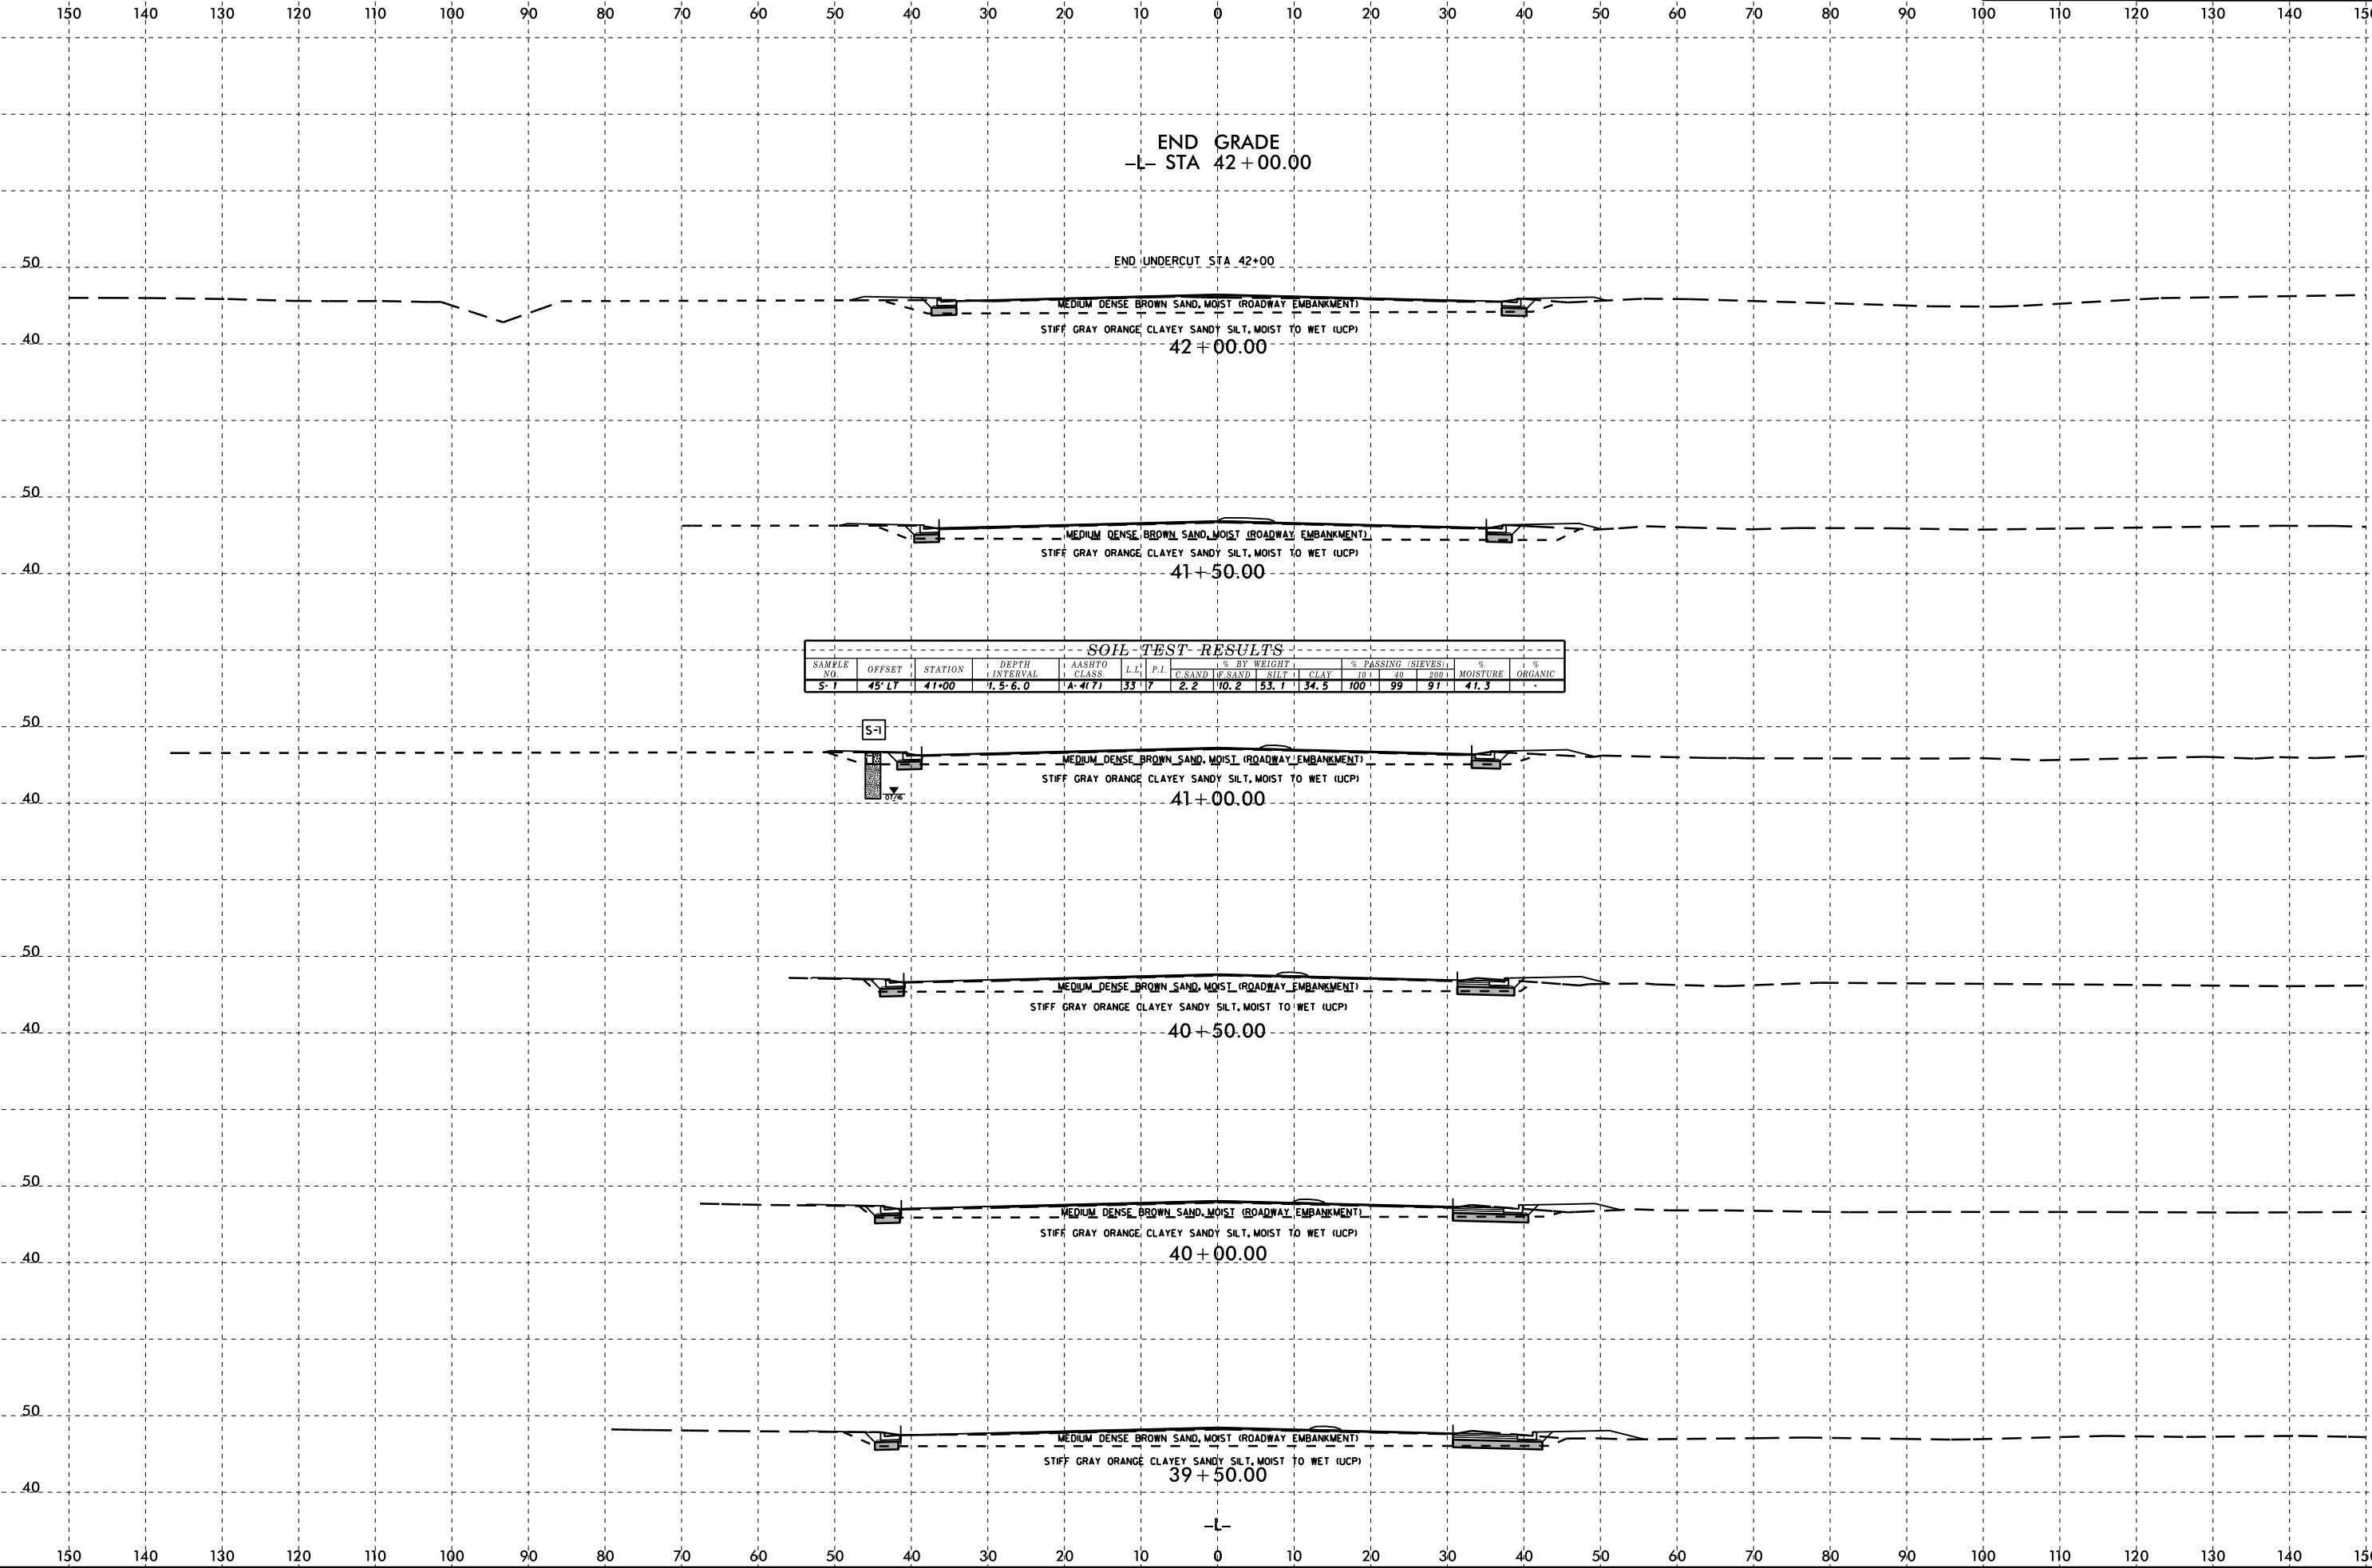 150 140 130 120 110 100 90 80 70 60 50 40 30 20 10 0 10 20 30 40 50 60 70 80 90 100 110 120 130 140 150
END GRADE
-L- STA 42+00.00
50
END UNDERCUT STA 42+00
MEDIUM DENSE BROWN SAND, MOIST (ROADWAY EMBANKMENT)
STIFF GRAY ORANGE CLAYEY SANDY SILT, MOIST TO WET (UCP)
40
42+00.00
50
MEDIUM DENSE BROWN SAND, MOIST (ROADWAY EMBANKMENT)
STIFF GRAY ORANGE CLAYEY SANDY SILT, MOIST TO WET (UCP)
40
41+50.00
SOIL TEST RESULTS
SAMPLE NO. OFFSET STATION DEPTH INTERVAL AASHTO CLASS. L.L. P.I. % BY WEIGHT C.SAND F.SAND SILT CLAY % PASSING (SIEVES) 10 40 200 % MOISTURE % ORGANIC
S-1 45' LT 41+00 1.5-6.0 A-4(7) 33 7 2.2 10.2 53.1 34.5 100 99 91 41.3 -
50
S-1
MEDIUM DENSE BROWN SAND, MOIST (ROADWAY EMBANKMENT)
STIFF GRAY ORANGE CLAYEY SANDY SILT, MOIST TO WET (UCP)
07/16
40
41+00.00
50
MEDIUM DENSE BROWN SAND, MOIST (ROADWAY EMBANKMENT)
STIFF GRAY ORANGE CLAYEY SANDY SILT, MOIST TO WET (UCP)
40
40+50.00
50
MEDIUM DENSE BROWN SAND, MOIST (ROADWAY EMBANKMENT)
STIFF GRAY ORANGE CLAYEY SANDY SILT, MOIST TO WET (UCP)
40
40+00.00
50
MEDIUM DENSE BROWN SAND, MOIST (ROADWAY EMBANKMENT)
STIFF GRAY ORANGE CLAYEY SILT, MOIST TO WET (UCP)
39+50.00
40
-L-
150 140 130 120 110 100 90 80 70 60 50 40 30 20 10 0 10 20 30 40 50 60 70 80 90 100 110 120 130 140 150